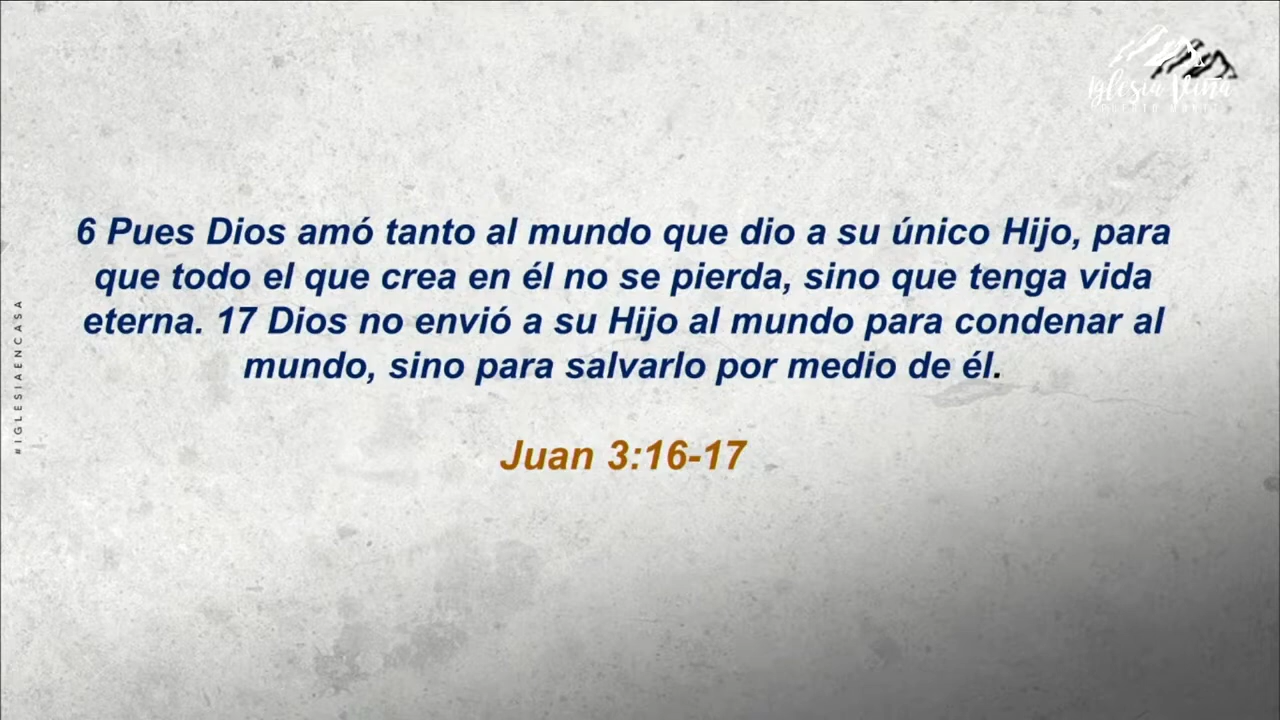 Iglesia Viña
#IGLESIAENCASA
6 Pues Dios amó tanto al mundo que dio a su único Hijo, para
que todo el que crea en él no se pierda, sino que tenga vida
eterna. 17 Dios no envió a su Hijo al mundo para condenar al
mundo, sino para salvarlo por medio de él.
Juan 3:16-17